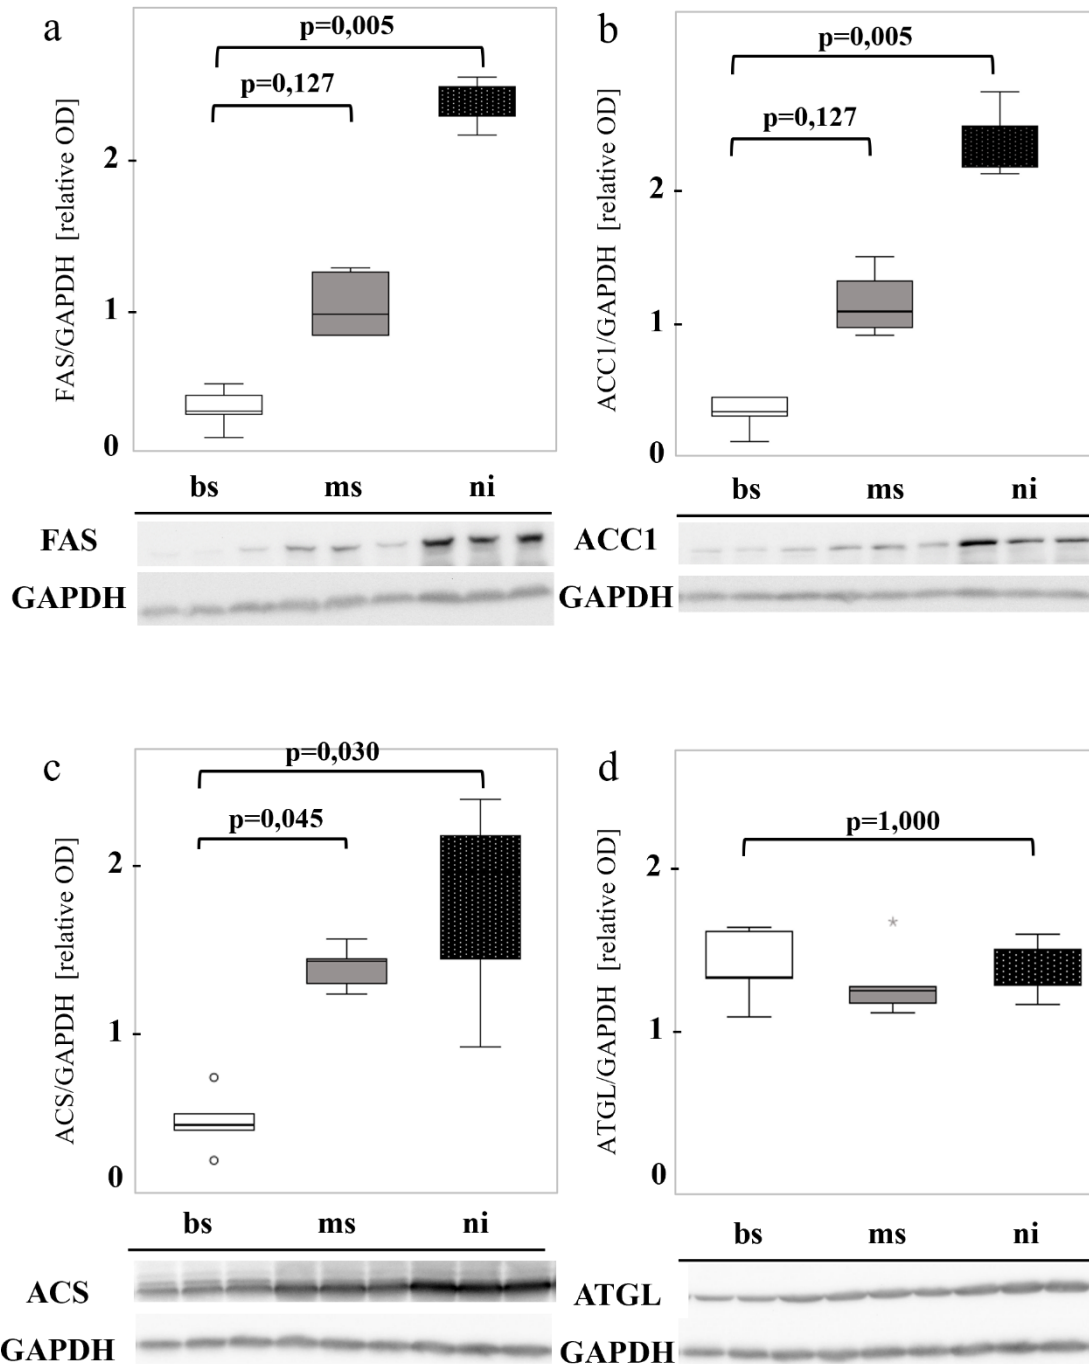 a
p=0,005
p=0,127
FAS/GAPDH [relative OD]
2
1
0
bs ms ni
FAS
GAPDH
b
p=0,005
p=0,127
ACC1/GAPDH [relative OD]
2
1
0
bs ms ni
ACC1
GAPDH
c
p=0,030
p=0,045
ACS/GAPDH [relative OD]
2
1
0
bs ms ni
ACS
GAPDH
d
p=1,000
ATGL/GAPDH [relative OD]
2
1
0
bs ms ni
ATGL
GAPDH